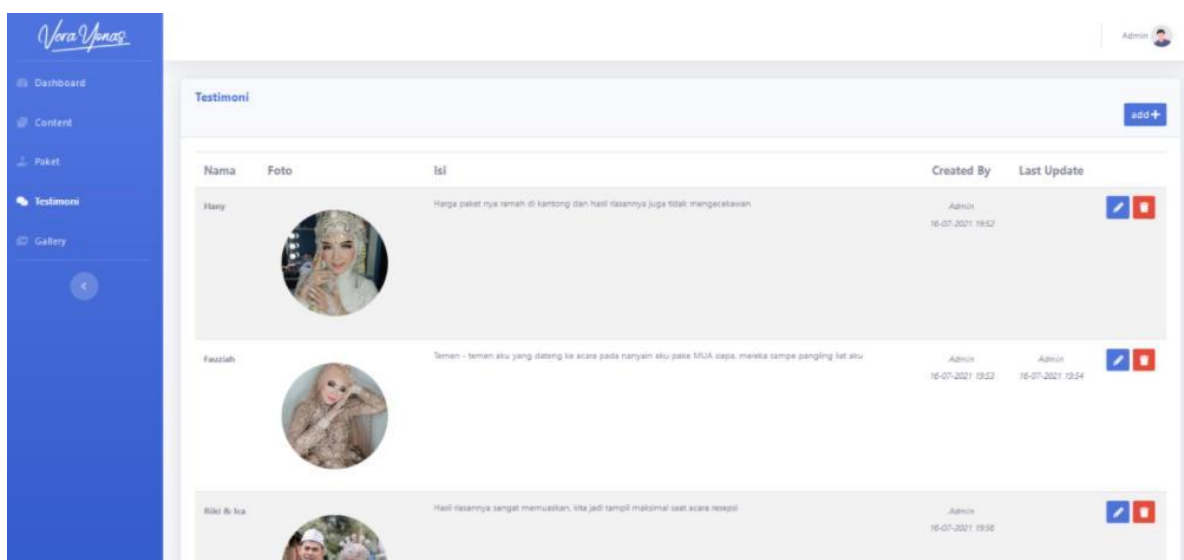 Vera Yonas
Admin
Dashboard
Content
Paket
Testimoni
Gallery
Testimoni
add+
Nama Foto Isi Created By Last Update
Hany Harga paket nya ramah di kantong dan hasil riasannya juga tidak mengecekawan Admin
16-07-2021 19:52
Fauziah Temen - temen aku yang dateng ke acara pada nanyain aku pake MUA siapa, mereka sampe pangling liat aku Admin Admin
16-07-2021 19:53 16-07-2021 19:54
Riki & Ica Hasil riasannya sangat memuaskan, kita jadi tampil maksimal saat acara resepsi Admin
16-07-2021 19:56